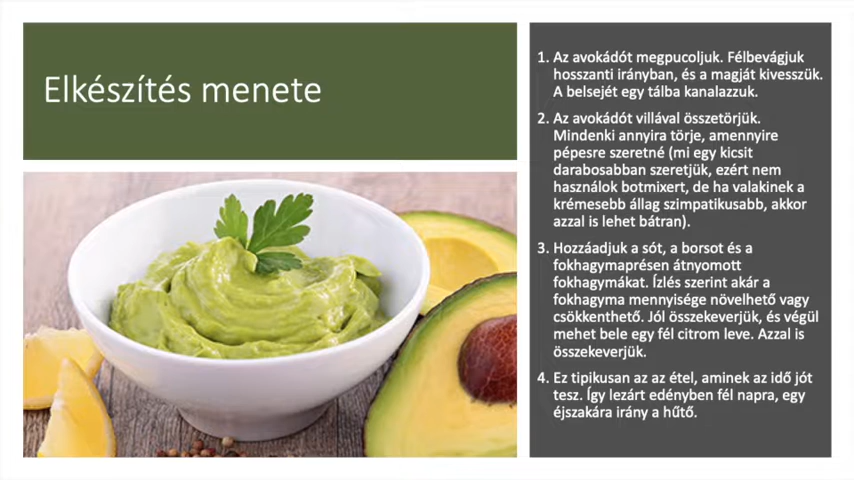 Elkészítés menete
1. Az avokádót megpucoljuk. Félbevágjuk
hosszanti irányban, és a magját kivesszük.
A belsejét egy tálba kanalazzuk.
2. Az avokádót villával összetörjük.
Mindenki annyira törje, amennyire
pépesre szeretné (mi egy kicsit
darabosabban szeretjük, ezért nem
használok botmixert, de ha valakinek a
krémesebb állag szimpatikusabb, akkor
azzal is lehet bátran).
3. Hozzáadjuk a sót, a borsot és a
fokhagymaprésen átnyomott
fokhagymákat. Ízlés szerint akár a
fokhagyma mennyisége növelhető vagy
csökkenthető. Jól összekeverjük, és végül
mehet bele egy fél citrom leve. Azzal is
összekeverjük.
4. Ez tipikusan az az étel, aminek az idő jót
tesz. Így lezárt edényben fél napra, egy
éjszakára irány a hűtő.